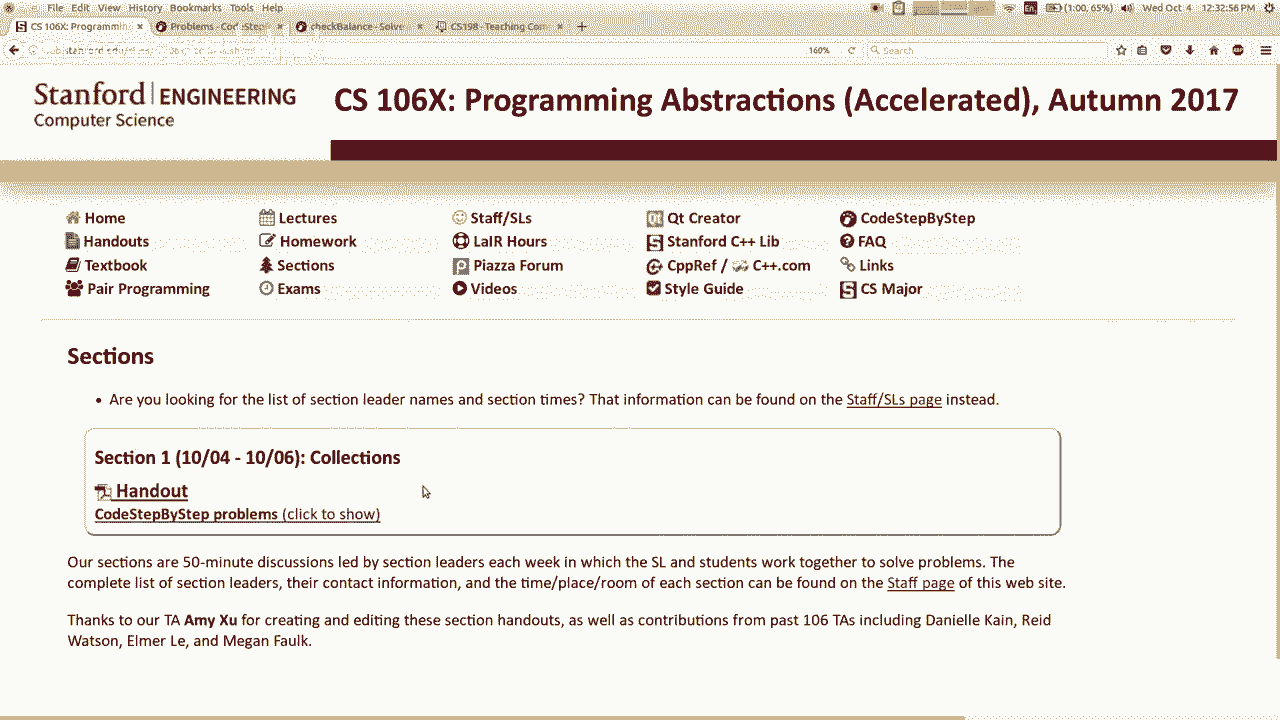 File Edit View History Bookmarks Tools Help
En
(1:00, 65%)
Wed Oct 4 12:32:56 PM
CS 106X: Programmin
Problems - Code Step
checkBalance - Solve
CS198 - Teaching Com
160%
Search
Stanford ENGINEERING
Computer Science
CS 106X: Programming Abstractions (Accelerated), Autumn 2017
Home Lectures Staff/SLs Qt Creator CodeStepByStep
Handouts Homework LaIR Hours Stanford C++ Lib FAQ
Textbook Sections Piazza Forum CppRef / C++.com Links
Pair Programming Exams Videos Style Guide CS Major
Sections
• Are you looking for the list of section leader names and section times? That information can be found on the Staff/SLs page instead.
Section 1 (10/04 - 10/06): Collections
Handout
CodeStepByStep problems (click to show)
Our sections are 50-minute discussions led by section leaders each week in which the SL and students work together to solve problems. The
complete list of section leaders, their contact information, and the time/place/room of each section can be found on the Staff page of this web site.
Thanks to our TA Amy Xu for creating and editing these section handouts, as well as contributions from past 106 TAs including Danielle Kain, Reid
Watson, Elmer Le, and Megan Faulk.